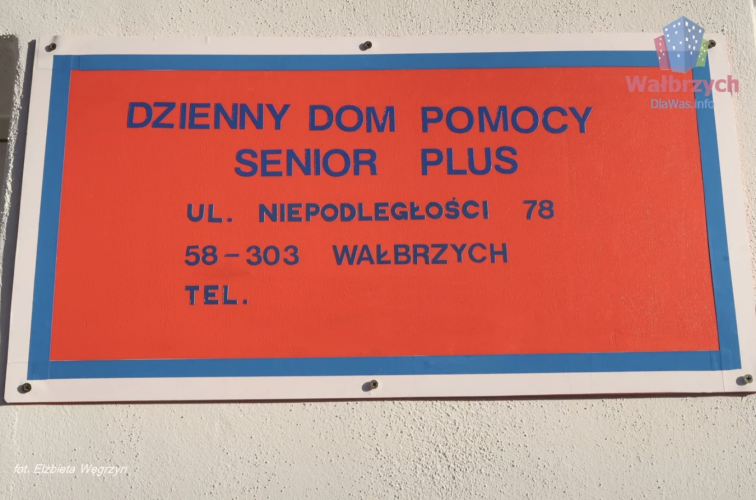 Wałbrzych
DlaWas.info
DZIENNY DOM POMOCY
SENIOR PLUS
UL. NIEPODLEGŁOŚCI 78
58-303 WAŁBRZYCH
TEL.
fot. Elżbieta Węgrzyn